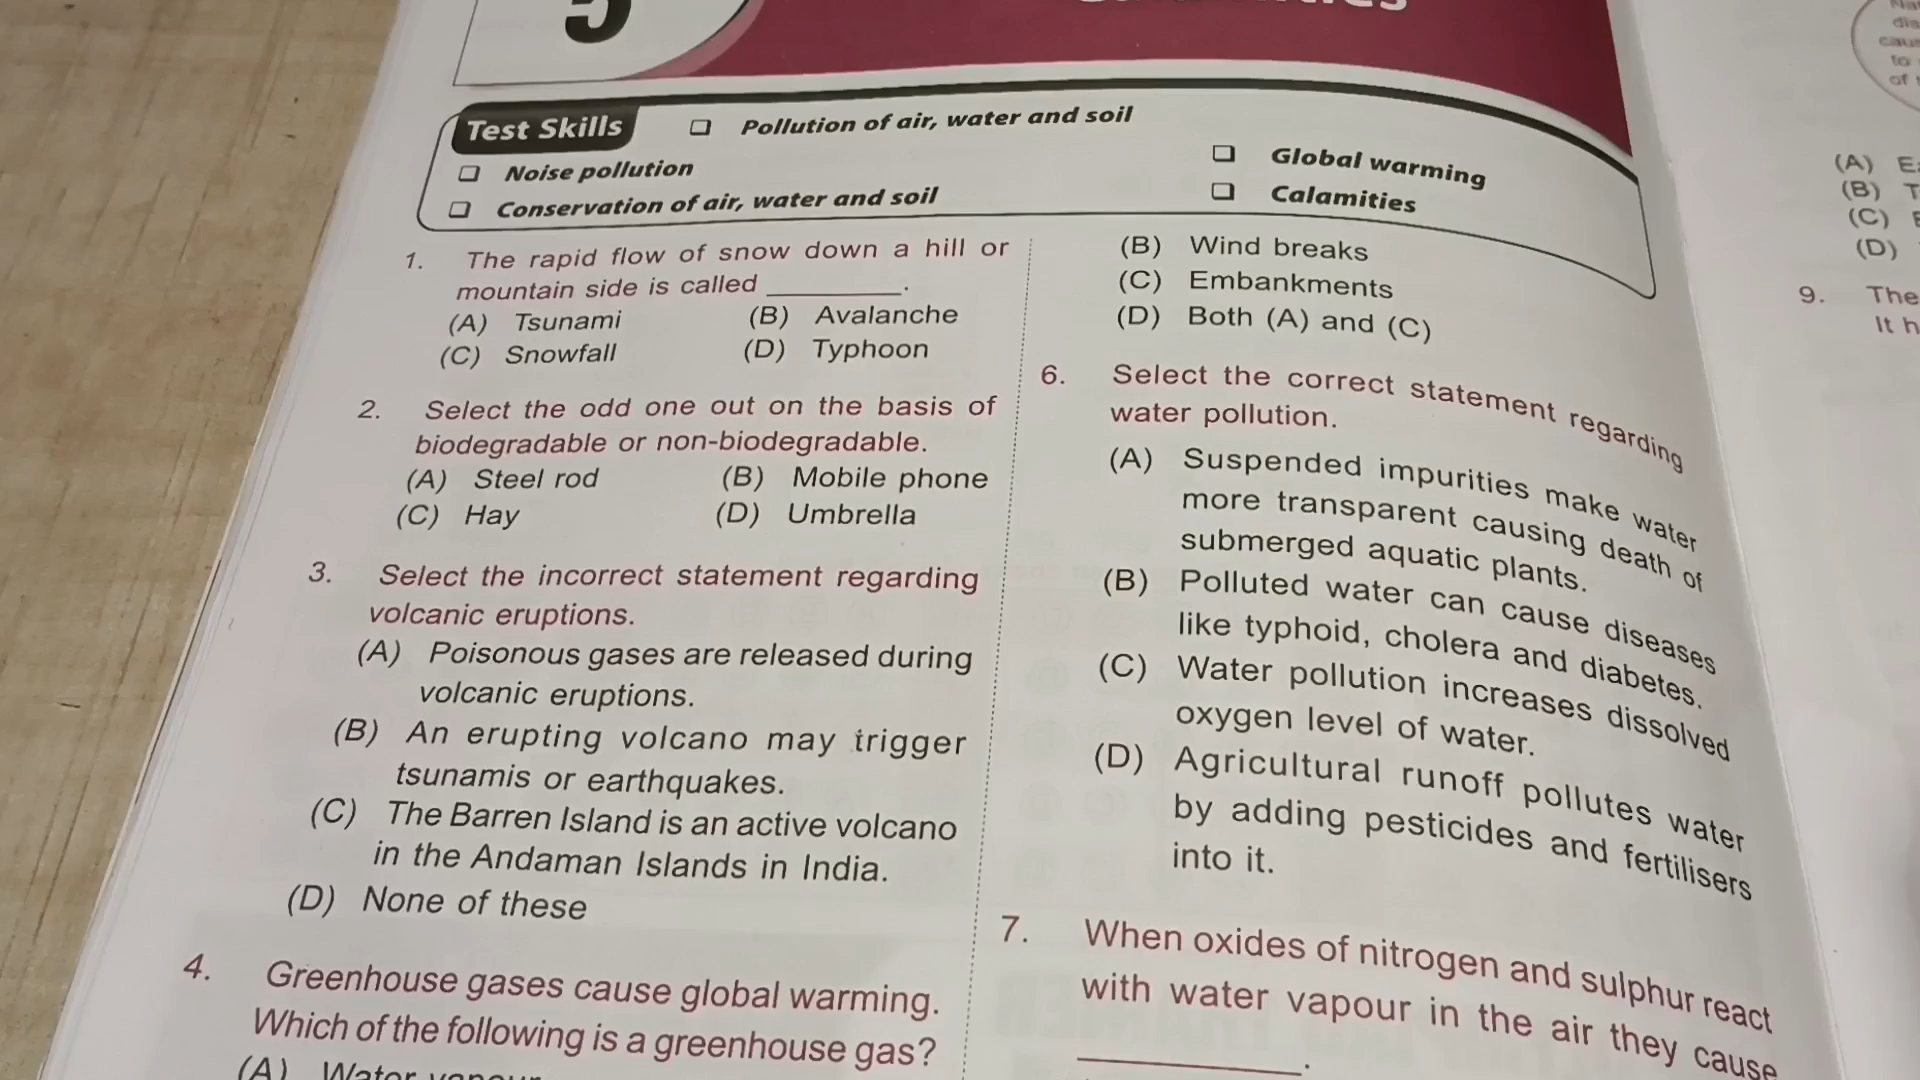 5
Test Skills
❑ Pollution of air, water and soil
❑ Noise pollution
❑ Global warming
❑ Conservation of air, water and soil
❑ Calamities
1. The rapid flow of snow down a hill or
mountain side is called _________.
(A) Tsunami (B) Avalanche
(C) Snowfall (D) Typhoon
2. Select the odd one out on the basis of
biodegradable or non-biodegradable.
(A) Steel rod (B) Mobile phone
(C) Hay (D) Umbrella
3. Select the incorrect statement regarding
volcanic eruptions.
(A) Poisonous gases are released during
volcanic eruptions.
(B) An erupting volcano may trigger
tsunamis or earthquakes.
(C) The Barren Island is an active volcano
in the Andaman Islands in India.
(D) None of these
4. Greenhouse gases cause global warming.
Which of the following is a greenhouse gas?
(A) Water vapour
(B) Wind breaks
(C) Embankments
(D) Both (A) and (C)
6. Select the correct statement regarding
water pollution.
(A) Suspended impurities make water
more transparent causing death of
submerged aquatic plants.
(B) Polluted water can cause diseases
like typhoid, cholera and diabetes.
(C) Water pollution increases dissolved
oxygen level of water.
(D) Agricultural runoff pollutes water
by adding pesticides and fertilisers
into it.
7. When oxides of nitrogen and sulphur react
with water vapour in the air they cause
_________.
to
of
(A)
(B)
(C)
(D)
9. The
It